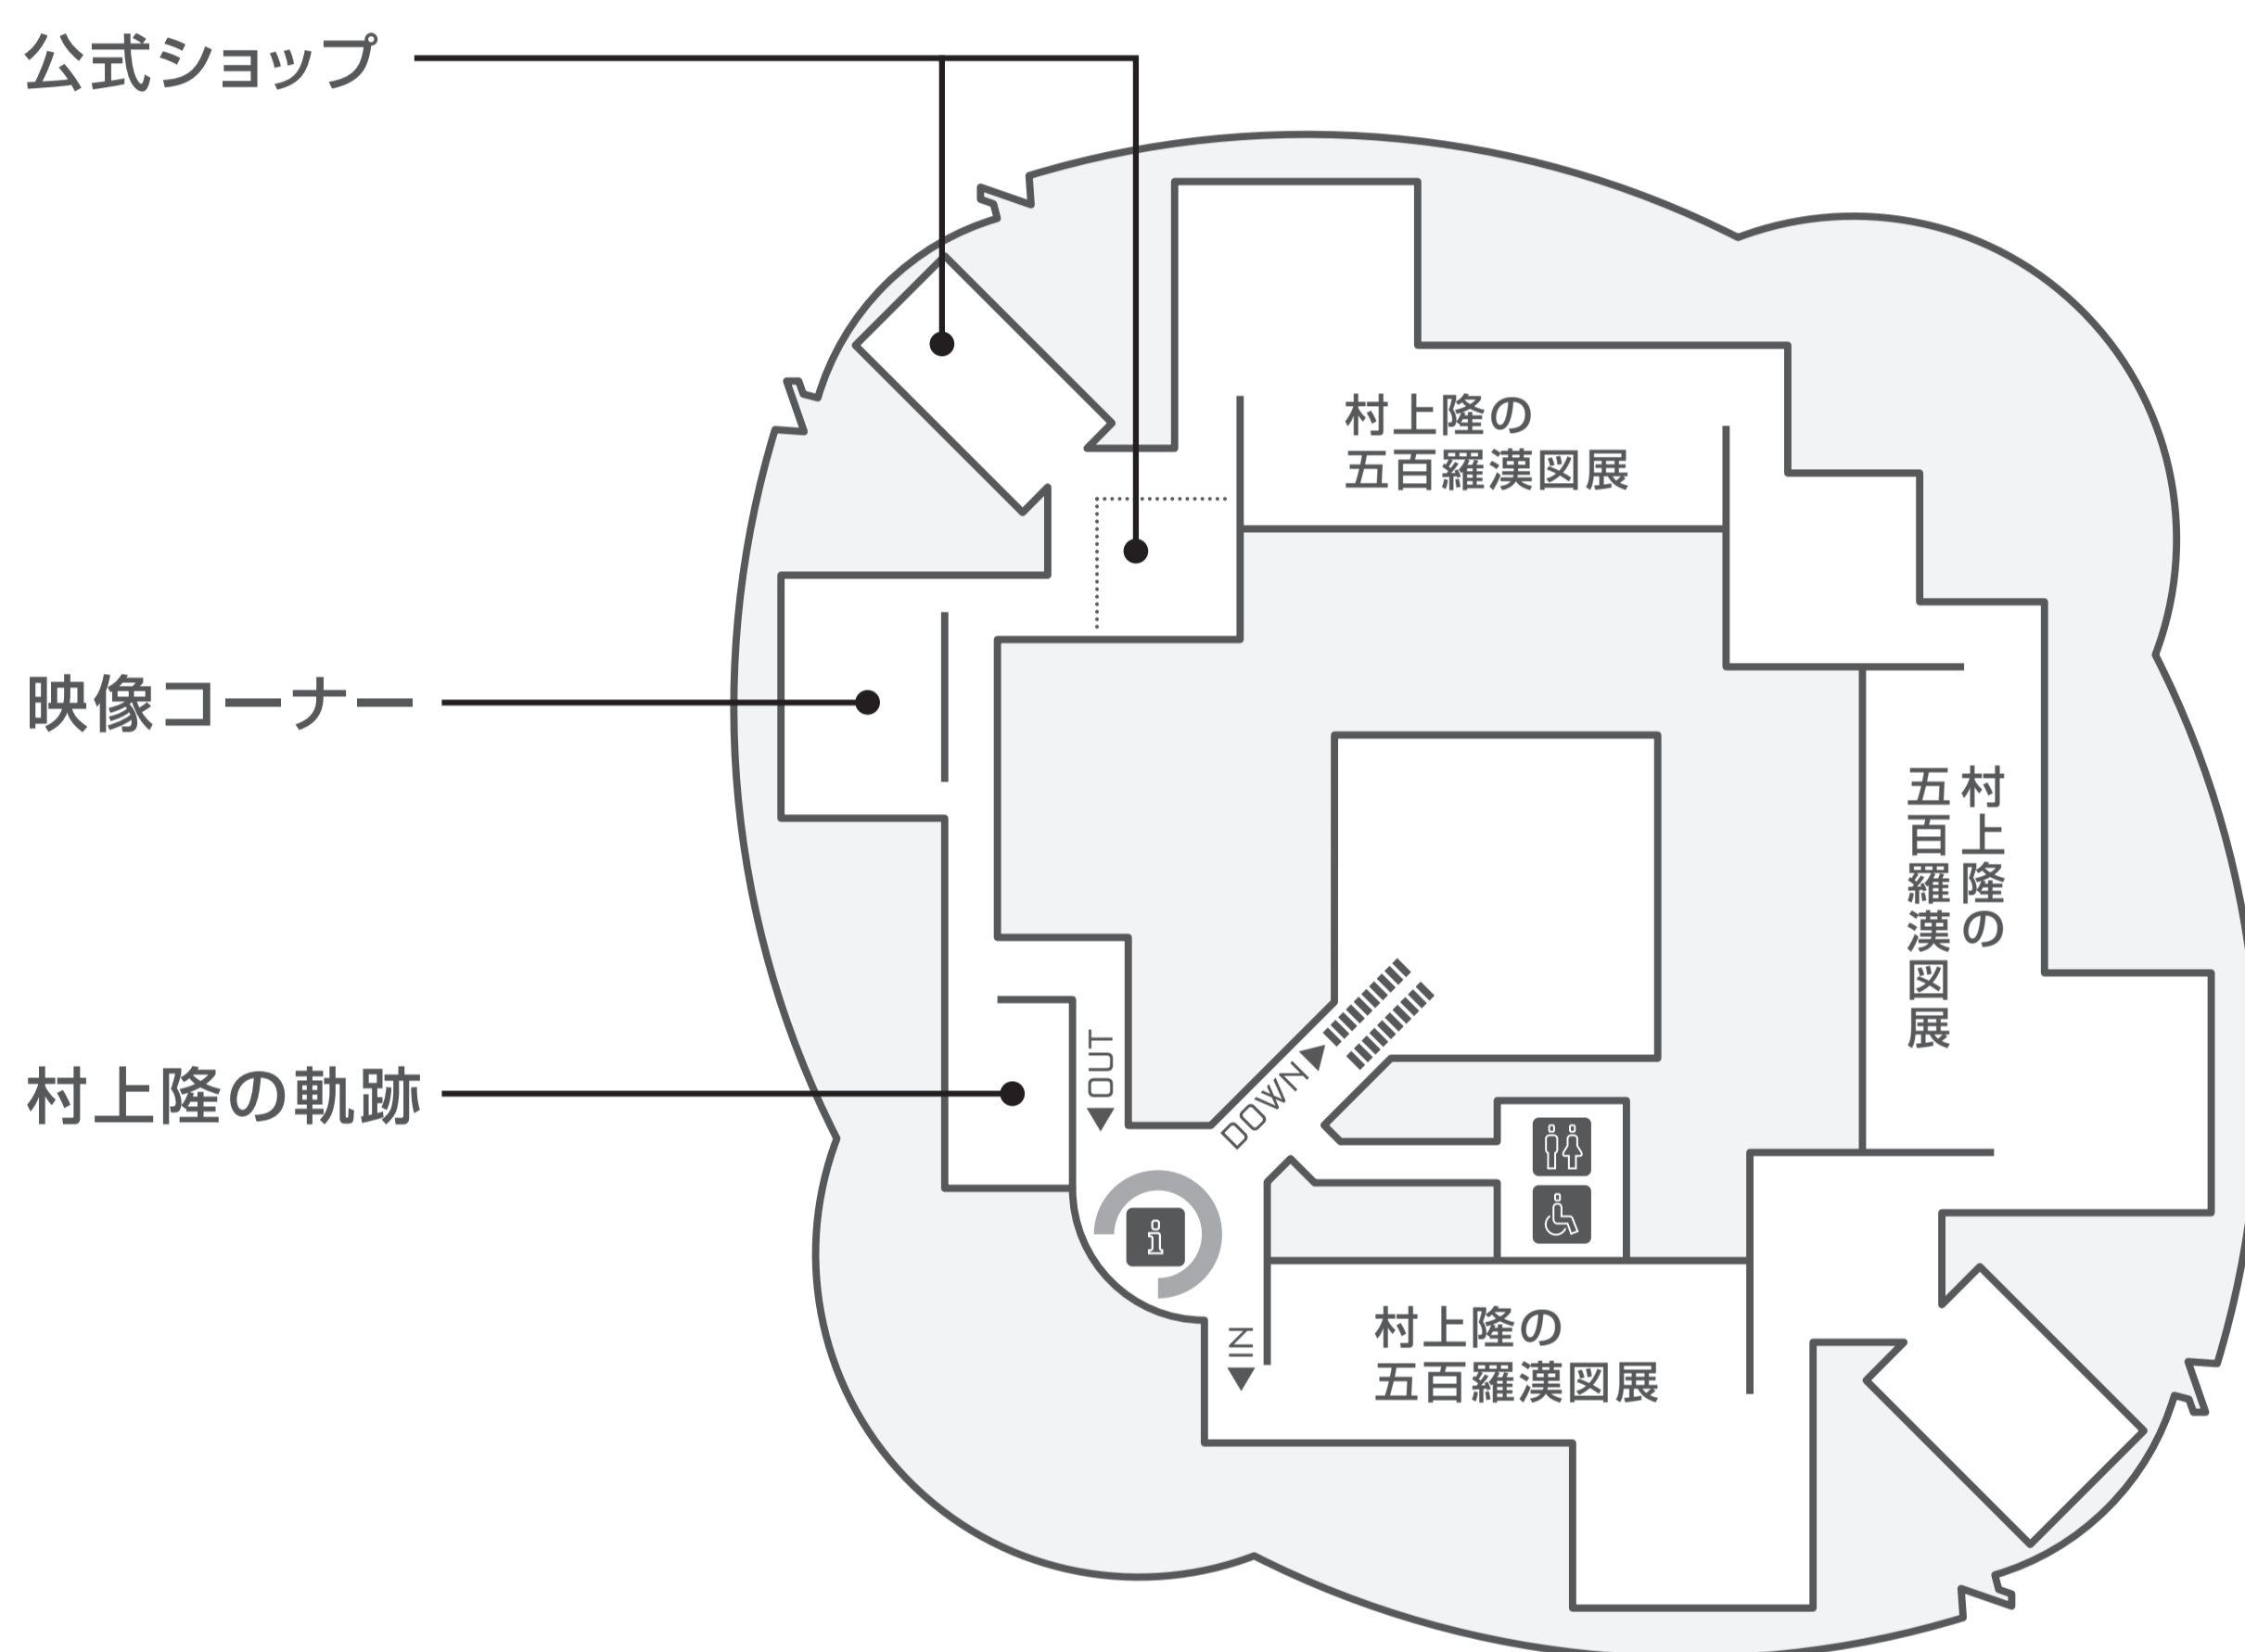 公式ショップ
村上隆の
五百羅漢図展
映像コーナー
村上隆の
五百羅漢図展
村上隆の軌跡
OUT
DOWN
i
IN
村上隆の
五百羅漢図展